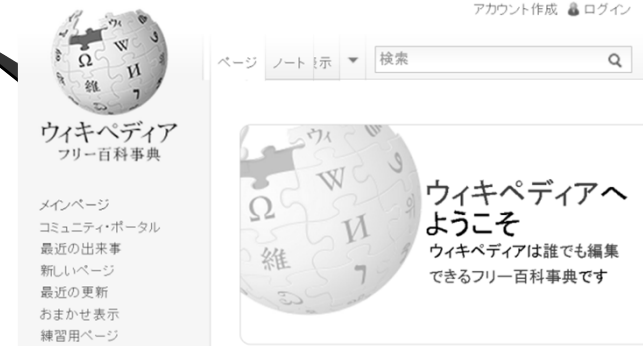 アカウント作成 ログイン
ページ ノート 表示 検索
ウィキペディア
フリー百科事典
メインページ
コミュニティ・ポータル
最近の出来事
新しいページ
最近の更新
おまかせ表示
練習用ページ
Ω W И 維 ウィ 7
ウィキペディアへ
ようこそ
ウィキペディアは誰でも編集
できるフリー百科事典です